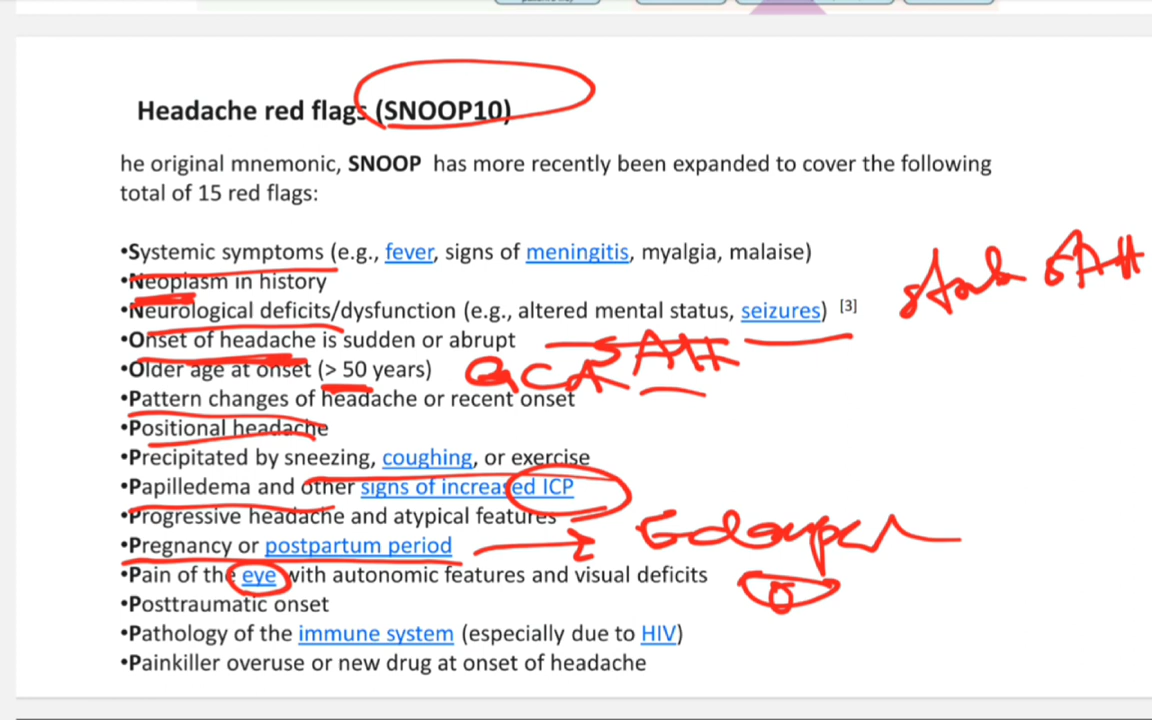 Headache red flags (SNOOP10)
he original mnemonic, SNOOP has more recently been expanded to cover the following
total of 15 red flags:
•Systemic symptoms (e.g., fever, signs of meningitis, myalgia, malaise)
•Neoplasm in history
•Neurological deficits/dysfunction (e.g., altered mental status, seizures) [3]
SAH
•Onset of headache is sudden or abrupt
SAH
•Older age at onset (> 50 years)
GCA
•Pattern changes of headache or recent onset
•Positional headache
•Precipitated by sneezing, coughing, or exercise
•Papilledema and other signs of increased ICP
•Progressive headache and atypical features
•Pregnancy or postpartum period
•Pain of the eye with autonomic features and visual deficits
•Posttraumatic onset
•Pathology of the immune system (especially due to HIV)
•Painkiller overuse or new drug at onset of headache